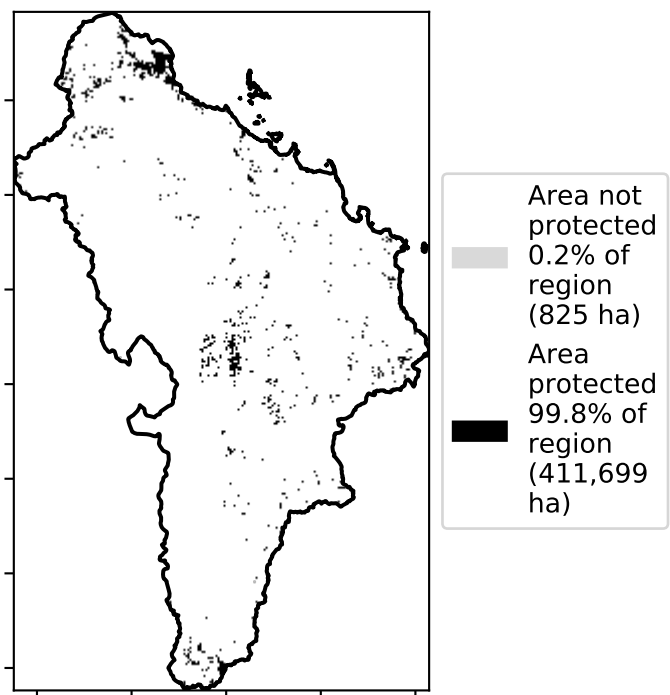 Area not
protected
0.2% of
region
(825 ha)
Area
protected
99.8% of
region
(411,699
ha)